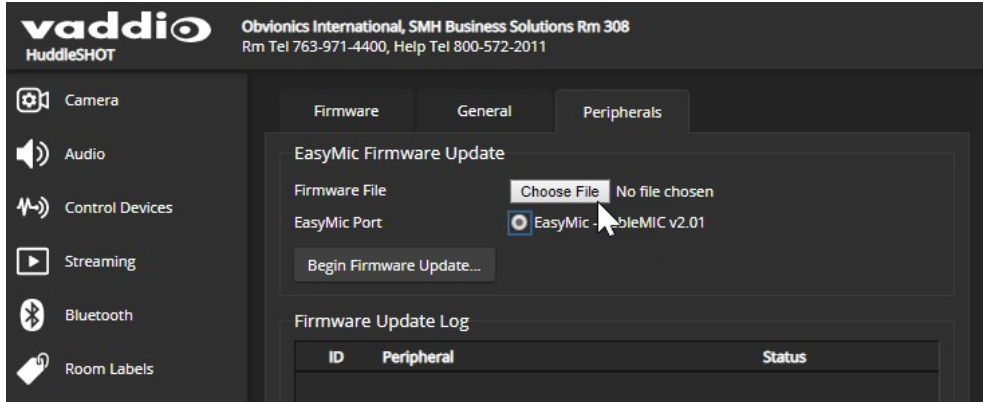 vaddio
HuddleSHOT
Obvionics International, SMH Business Solutions Rm 308
Rm Tel 763-971-4400, Help Tel 800-572-2011
Camera
Audio
Control Devices
Streaming
Bluetooth
Room Labels
Firmware General Peripherals
EasyMic Firmware Update
Firmware File Choose File No file chosen
EasyMic Port EasyMic - bleMIC v2.01
Begin Firmware Update...
Firmware Update Log
ID Peripheral Status